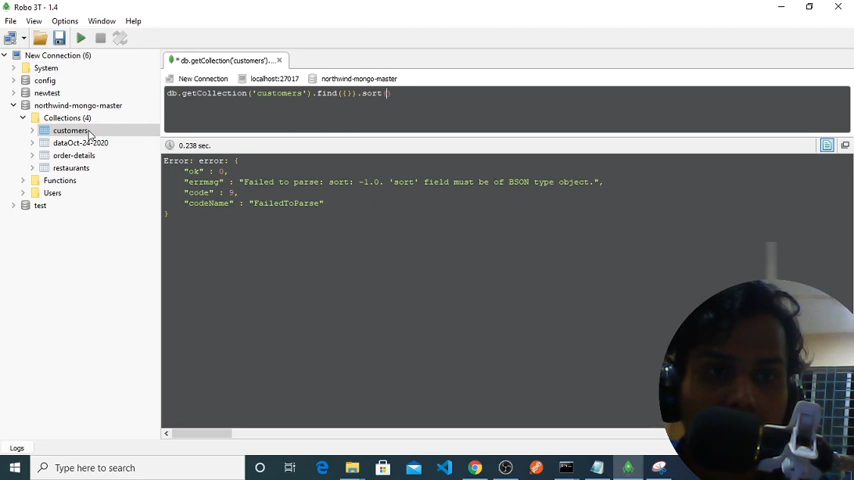 Robo 3T - 1.4
File View Options Window Help
New Connection (6)
System
config
newtest
northwind-mongo-master
Collections (4)
customers
dataOct-24-2020
order-details
restaurants
Functions
Users
test
* db.getCollection('customers')....
New Connection localhost:27017 northwind-mongo-master
db.getCollection('customers').find({}).sort()
0.238 sec.
Error: error: {
"ok" : 0,
"errmsg" : "Failed to parse: sort: -1.0. 'sort' field must be of BSON type object.",
"code" : 9,
"codeName" : "FailedToParse"
}
Logs
Type here to search